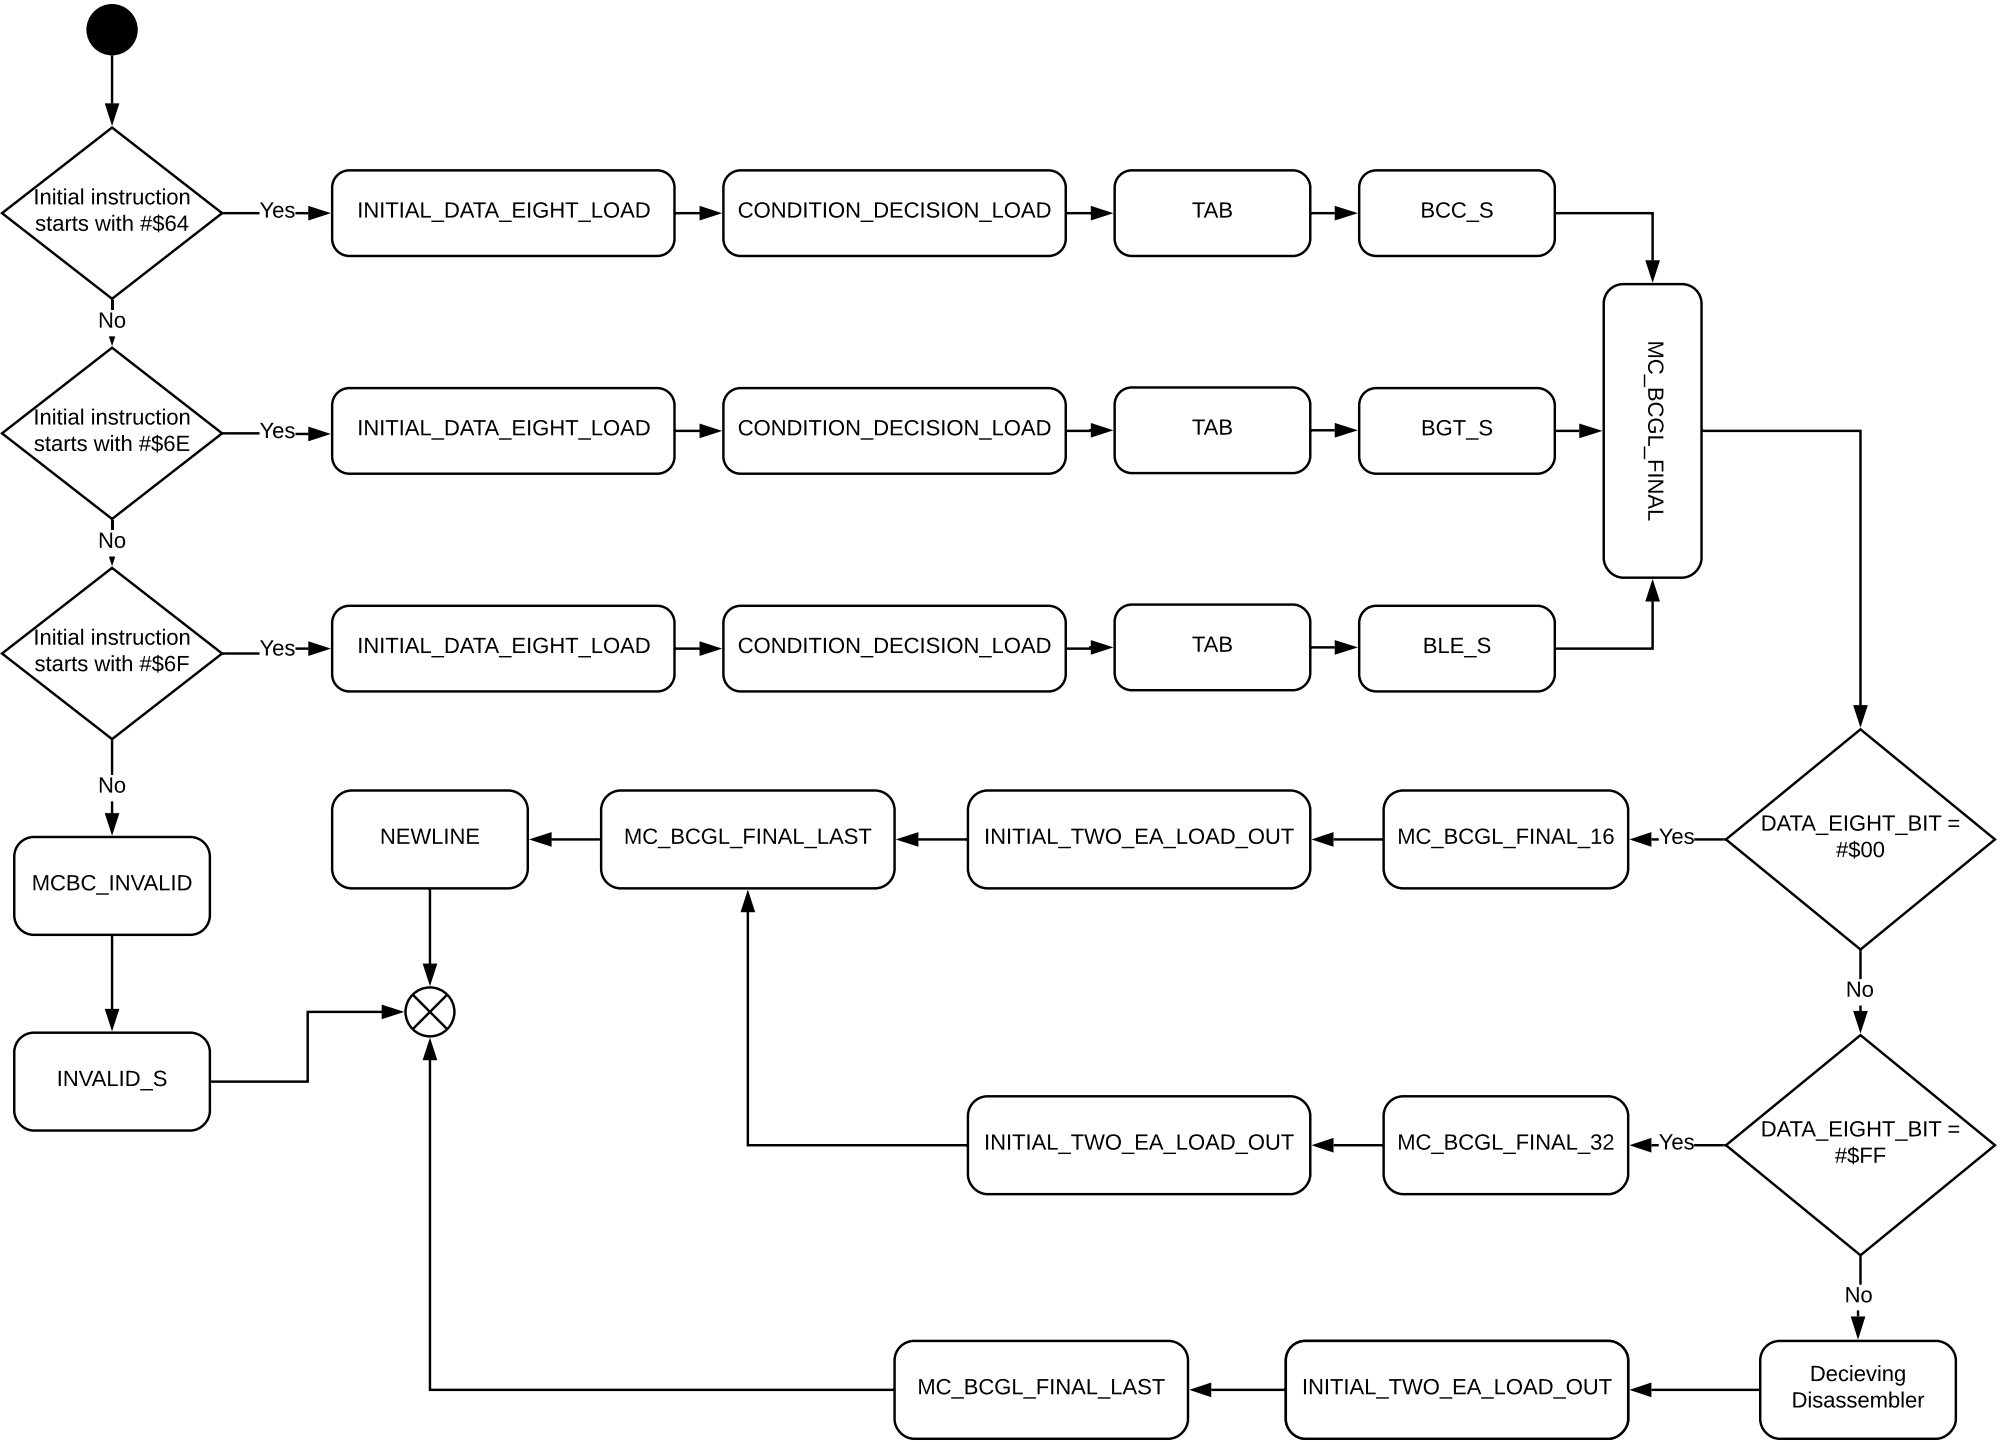 Initial instruction
starts with #$64
Yes
INITIAL_DATA_EIGHT_LOAD
CONDITION_DECISION_LOAD
TAB
BCC_S
No
MC_BCGL_FINAL
Initial instruction
starts with #$6E
Yes
INITIAL_DATA_EIGHT_LOAD
CONDITION_DECISION_LOAD
TAB
BGT_S
No
Initial instruction
starts with #$6F
Yes
INITIAL_DATA_EIGHT_LOAD
CONDITION_DECISION_LOAD
TAB
BLE_S
No
NEWLINE
MC_BCGL_FINAL_LAST
INITIAL_TWO_EA_LOAD_OUT
MC_BCGL_FINAL_16
Yes
DATA_EIGHT_BIT =
#$00
MCBC_INVALID
No
INVALID_S
INITIAL_TWO_EA_LOAD_OUT
MC_BCGL_FINAL_32
Yes
DATA_EIGHT_BIT =
#$FF
No
MC_BCGL_FINAL_LAST
INITIAL_TWO_EA_LOAD_OUT
Decieving
Disassembler